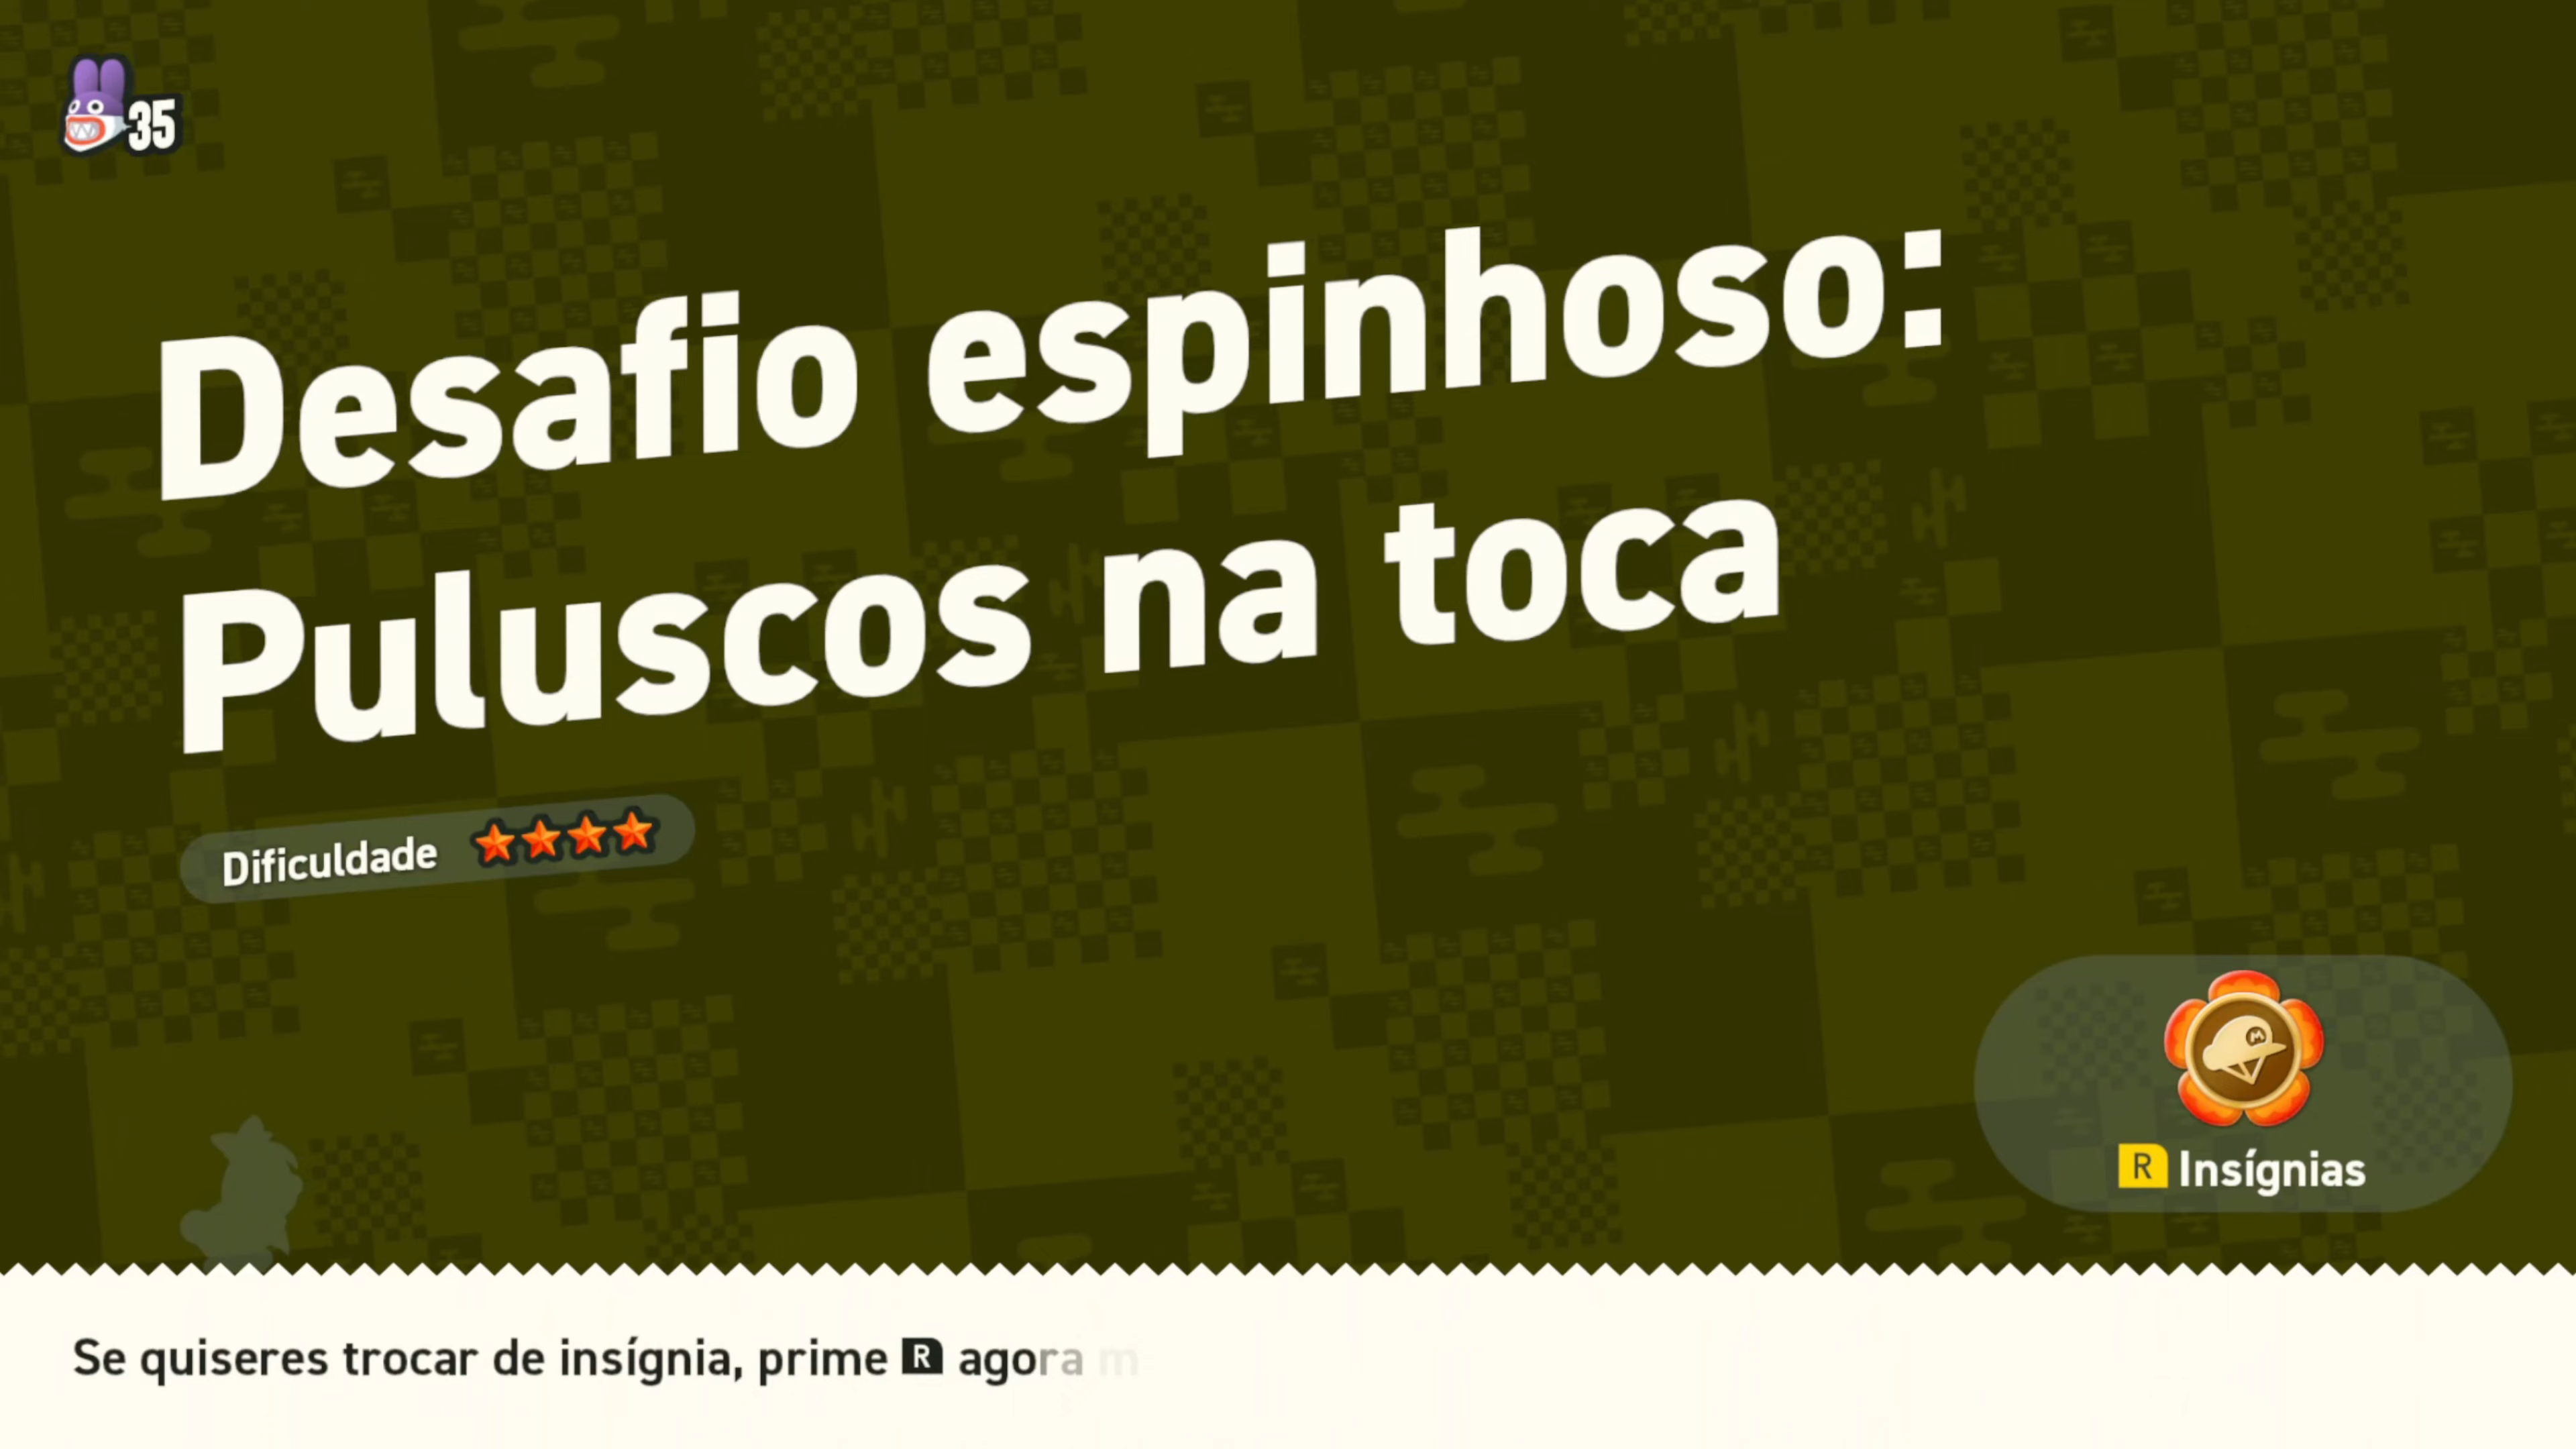 35
Desafio espinhoso:
Puluscos na toca
Dificuldade
M
R Insígnias
Se quiseres trocar de insígnia, prime R agora m